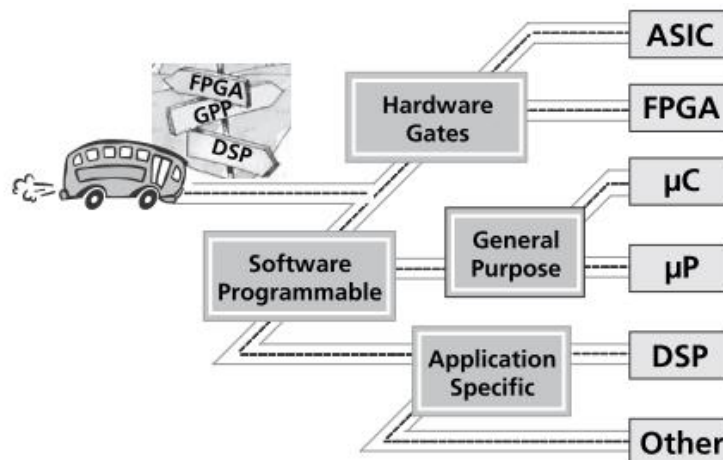 FPGA
GPP
DSP
Hardware
Gates
Software
Programmable
General
Purpose
Application
Specific
ASIC
FPGA
µC
µP
DSP
Other